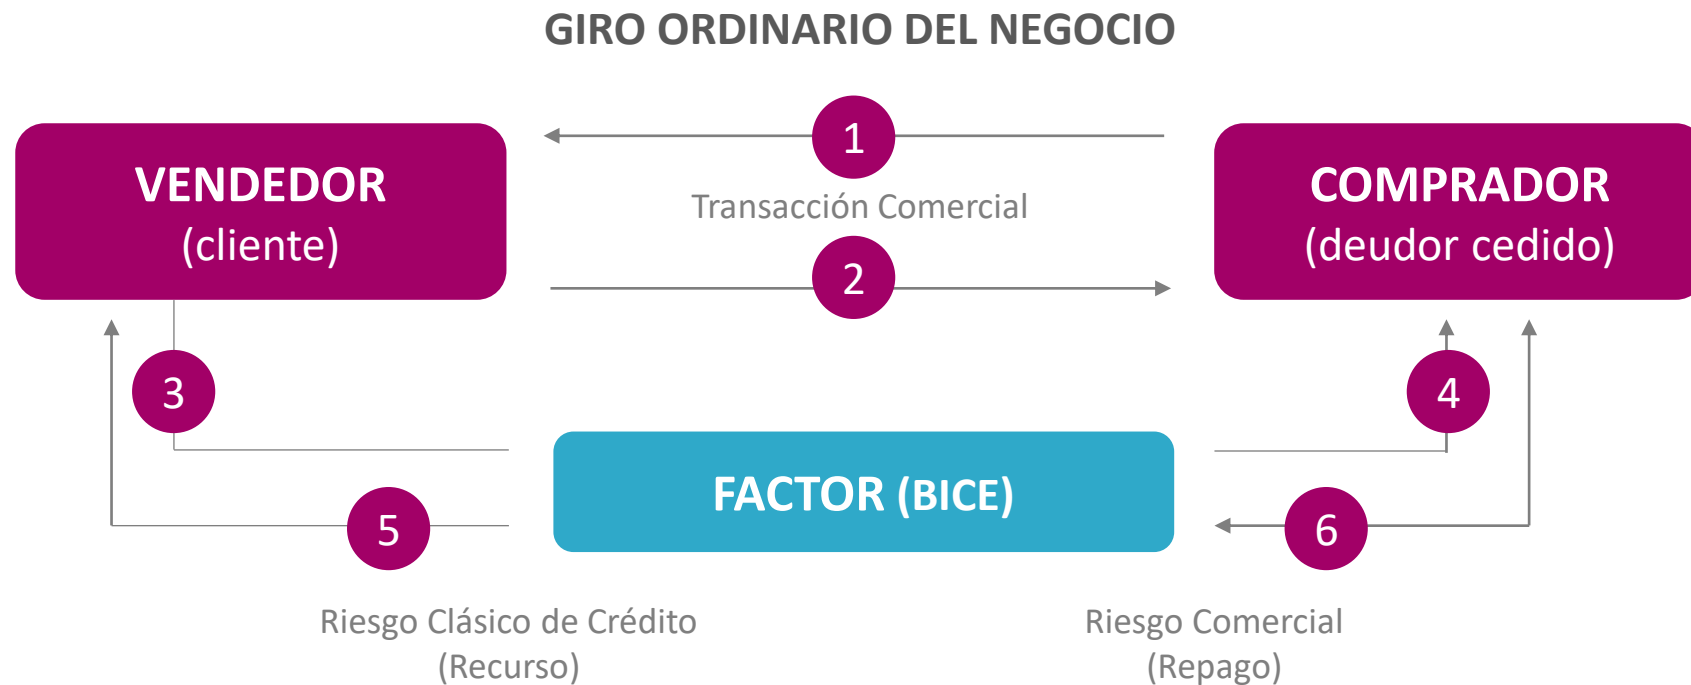 GIRO ORDINARIO DEL NEGOCIO
1
VENDEDOR
(cliente)
Transacción Comercial
COMPRADOR
(deudor cedido)
2
3
4
FACTOR (BICE)
5
6
Riesgo Clásico de Crédito
(Recurso)
Riesgo Comercial
(Repago)